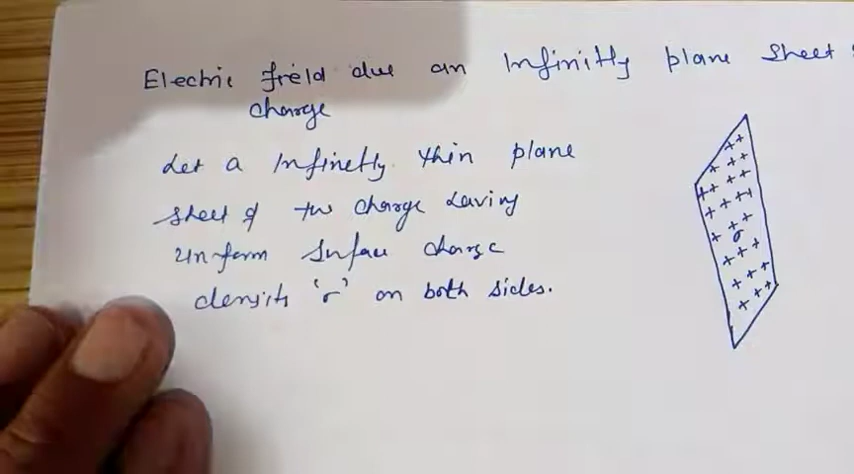 Electric field due an Infinitly plane sheet
charge
Let a Infinetly thin plane
sheet of +ve charge having
uniform surface charge
density 'σ' on both sides.
σ